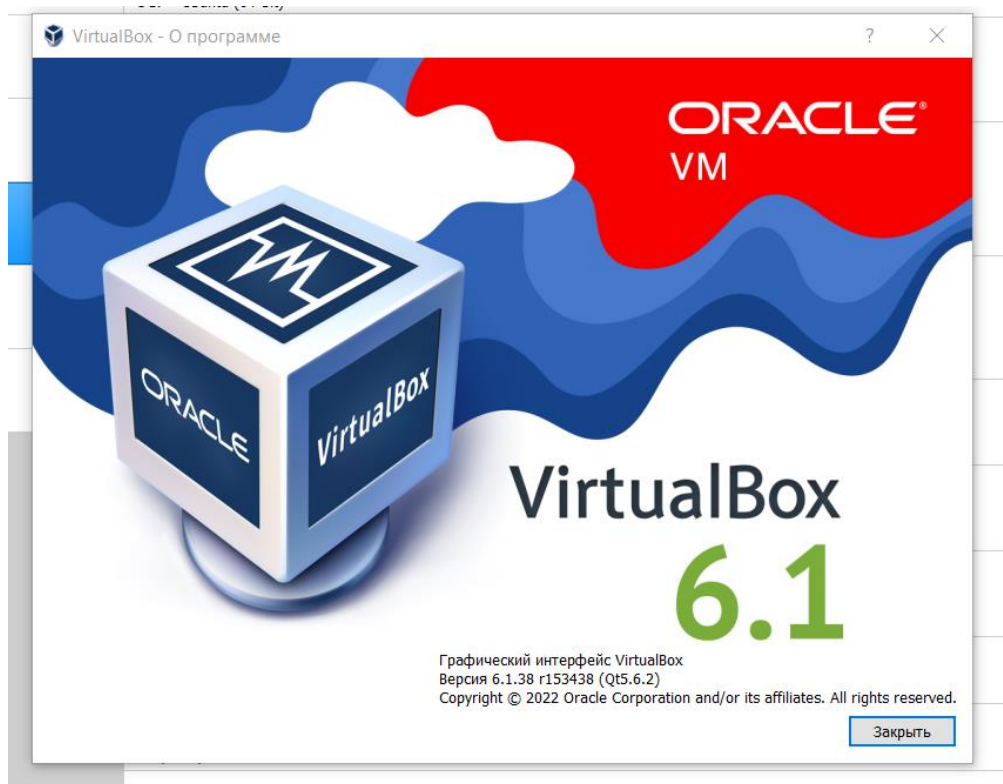 VirtualBox - О программе
ORACLE®
VM
ORACLE
VirtualBox
VirtualBox
6.1
Графический интерфейс VirtualBox
Версия 6.1.38 r153438 (Qt5.6.2)
Copyright © 2022 Oracle Corporation and/or its affiliates. All rights reserved.
Закрыть